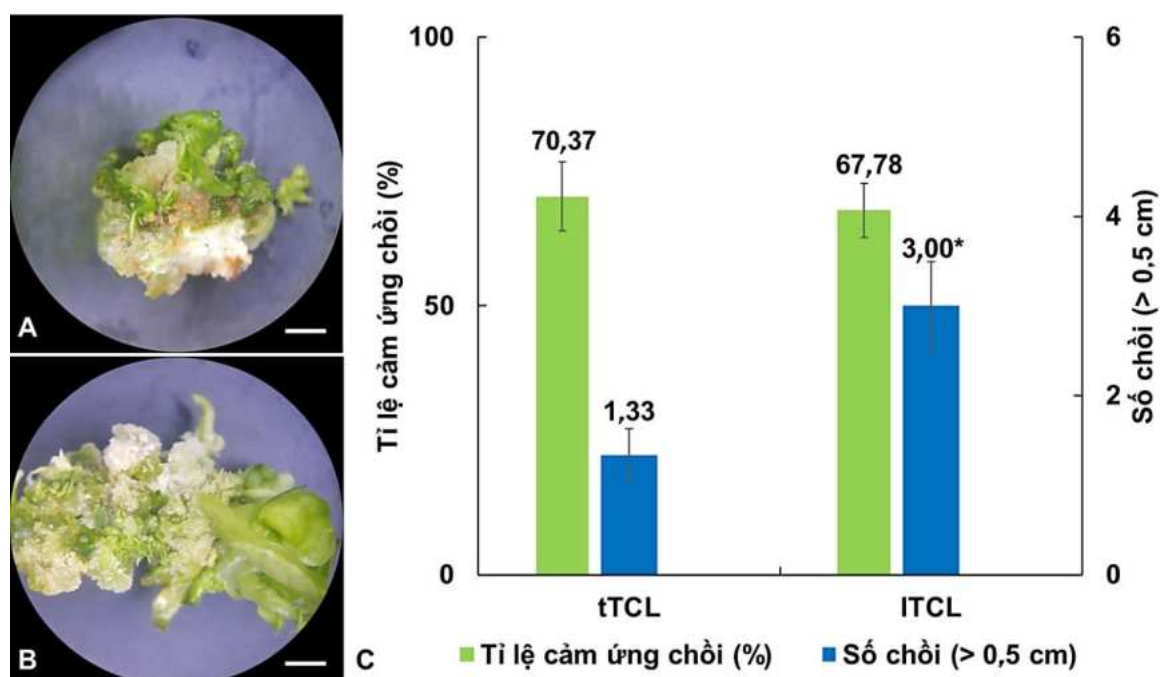 A
B
C
Tỉ lệ cảm ứng chồi (%)
100
50
0
70,37
1,33
67,78
3,00*
tTCL
lTCL
6
4
2
0
Số chồi (> 0,5 cm)
Tỉ lệ cảm ứng chồi (%)
Số chồi (> 0,5 cm)